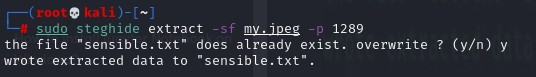 ┌──(root💀kali)-[~]
└─# sudo steghide extract -sf my.jpeg -p 1289
the file "sensible.txt" does already exist. overwrite ? (y/n) y
wrote extracted data to "sensible.txt".